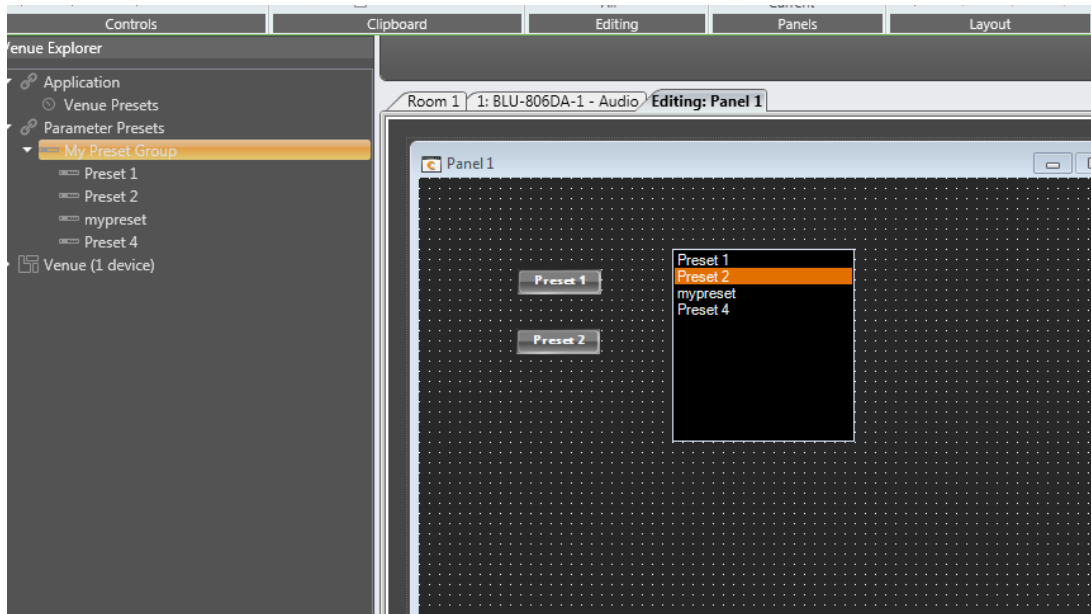 Controls
Clipboard
Editing
Panels
Layout
Venue Explorer
Application
Venue Presets
Parameter Presets
My Preset Group
Preset 1
Preset 2
mypreset
Preset 4
Venue (1 device)
Room 1
1: BLU-806DA-1 - Audio
Editing: Panel 1
Panel 1
Preset 1
Preset 2
Preset 1
Preset 2
mypreset
Preset 4